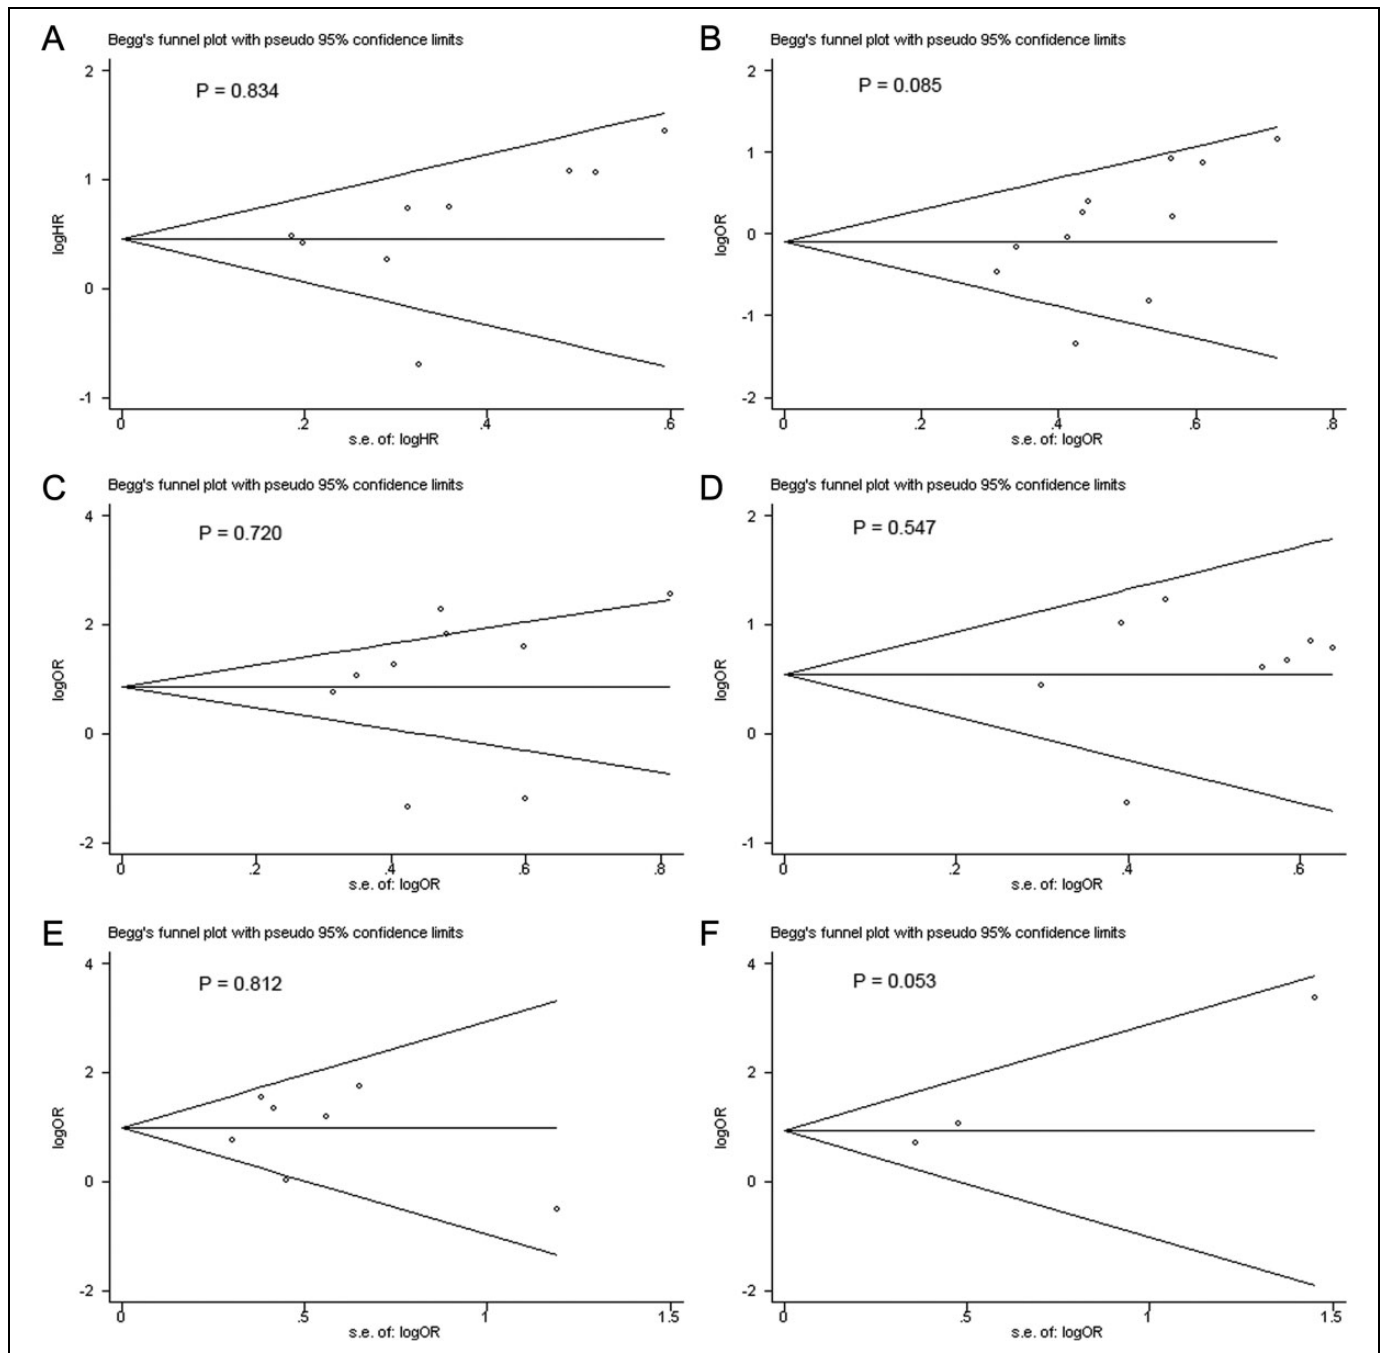 A
Begg's funnel plot with pseudo 95% confidence limits
P = 0.834
2
1
0
-1
logHR
0
.2
.4
.6
s.e. of: logHR
B
Begg's funnel plot with pseudo 95% confidence limits
P = 0.085
2
1
0
-1
-2
logOR
0
.2
.4
.6
.8
s.e. of: logOR
C
Begg's funnel plot with pseudo 95% confidence limits
P = 0.720
4
2
0
-2
logOR
0
.2
.4
.6
.8
s.e. of: logOR
D
Begg's funnel plot with pseudo 95% confidence limits
P = 0.547
2
1
0
-1
logOR
0
.2
.4
.6
s.e. of: logOR
E
Begg's funnel plot with pseudo 95% confidence limits
P = 0.812
4
2
0
-2
logOR
0
.5
1
1.5
s.e. of: logOR
F
Begg's funnel plot with pseudo 95% confidence limits
P = 0.053
4
2
0
-2
logOR
0
.5
1
1.5
s.e. of: logOR